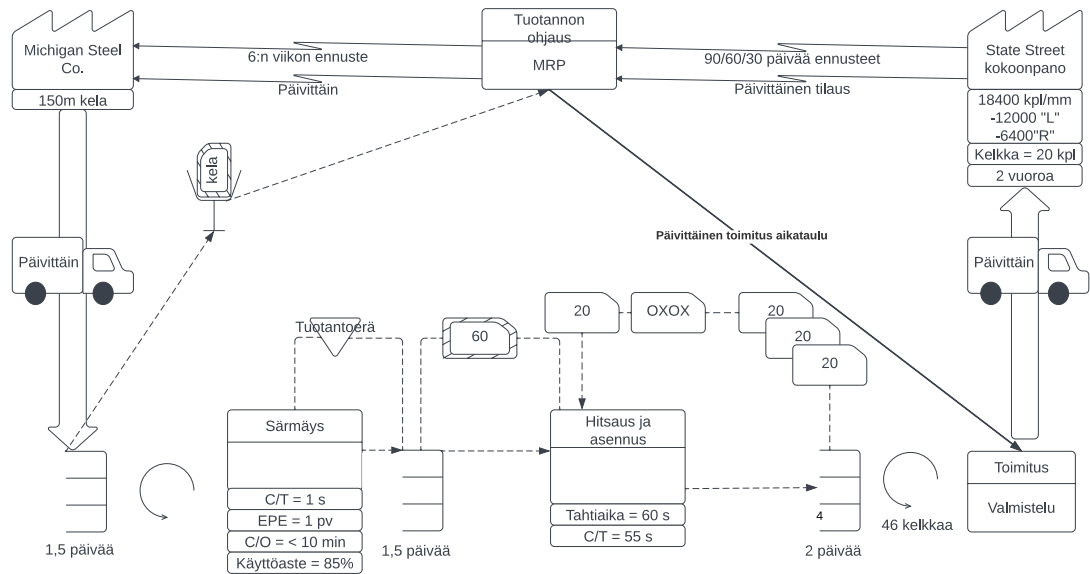 Michigan Steel
Co.
150m kela
6:n viikon ennuste
Päivittäin
Tuotannon
ohjaus
MRP
90/60/30 päivää ennusteet
Päivittäinen tilaus
State Street
kokoonpano
18400 kpl/mm
-12000 "L"
-6400"R"
Kelkka = 20 kpl
2 vuoroa
kela
Päivittäinen toimitus aikataulu
Päivittäin
Päivittäin
Tuotantoerä
60
20
OXOX
20
20
20
Särmäys
C/T = 1 s
EPE = 1 pv
C/O = < 10 min
Käyttöaste = 85%
Hitsaus ja
asennus
Tahtiaika = 60 s
C/T = 55 s
4
46 kelkkaa
Toimitus
Valmistelu
1,5 päivää
1,5 päivää
2 päivää